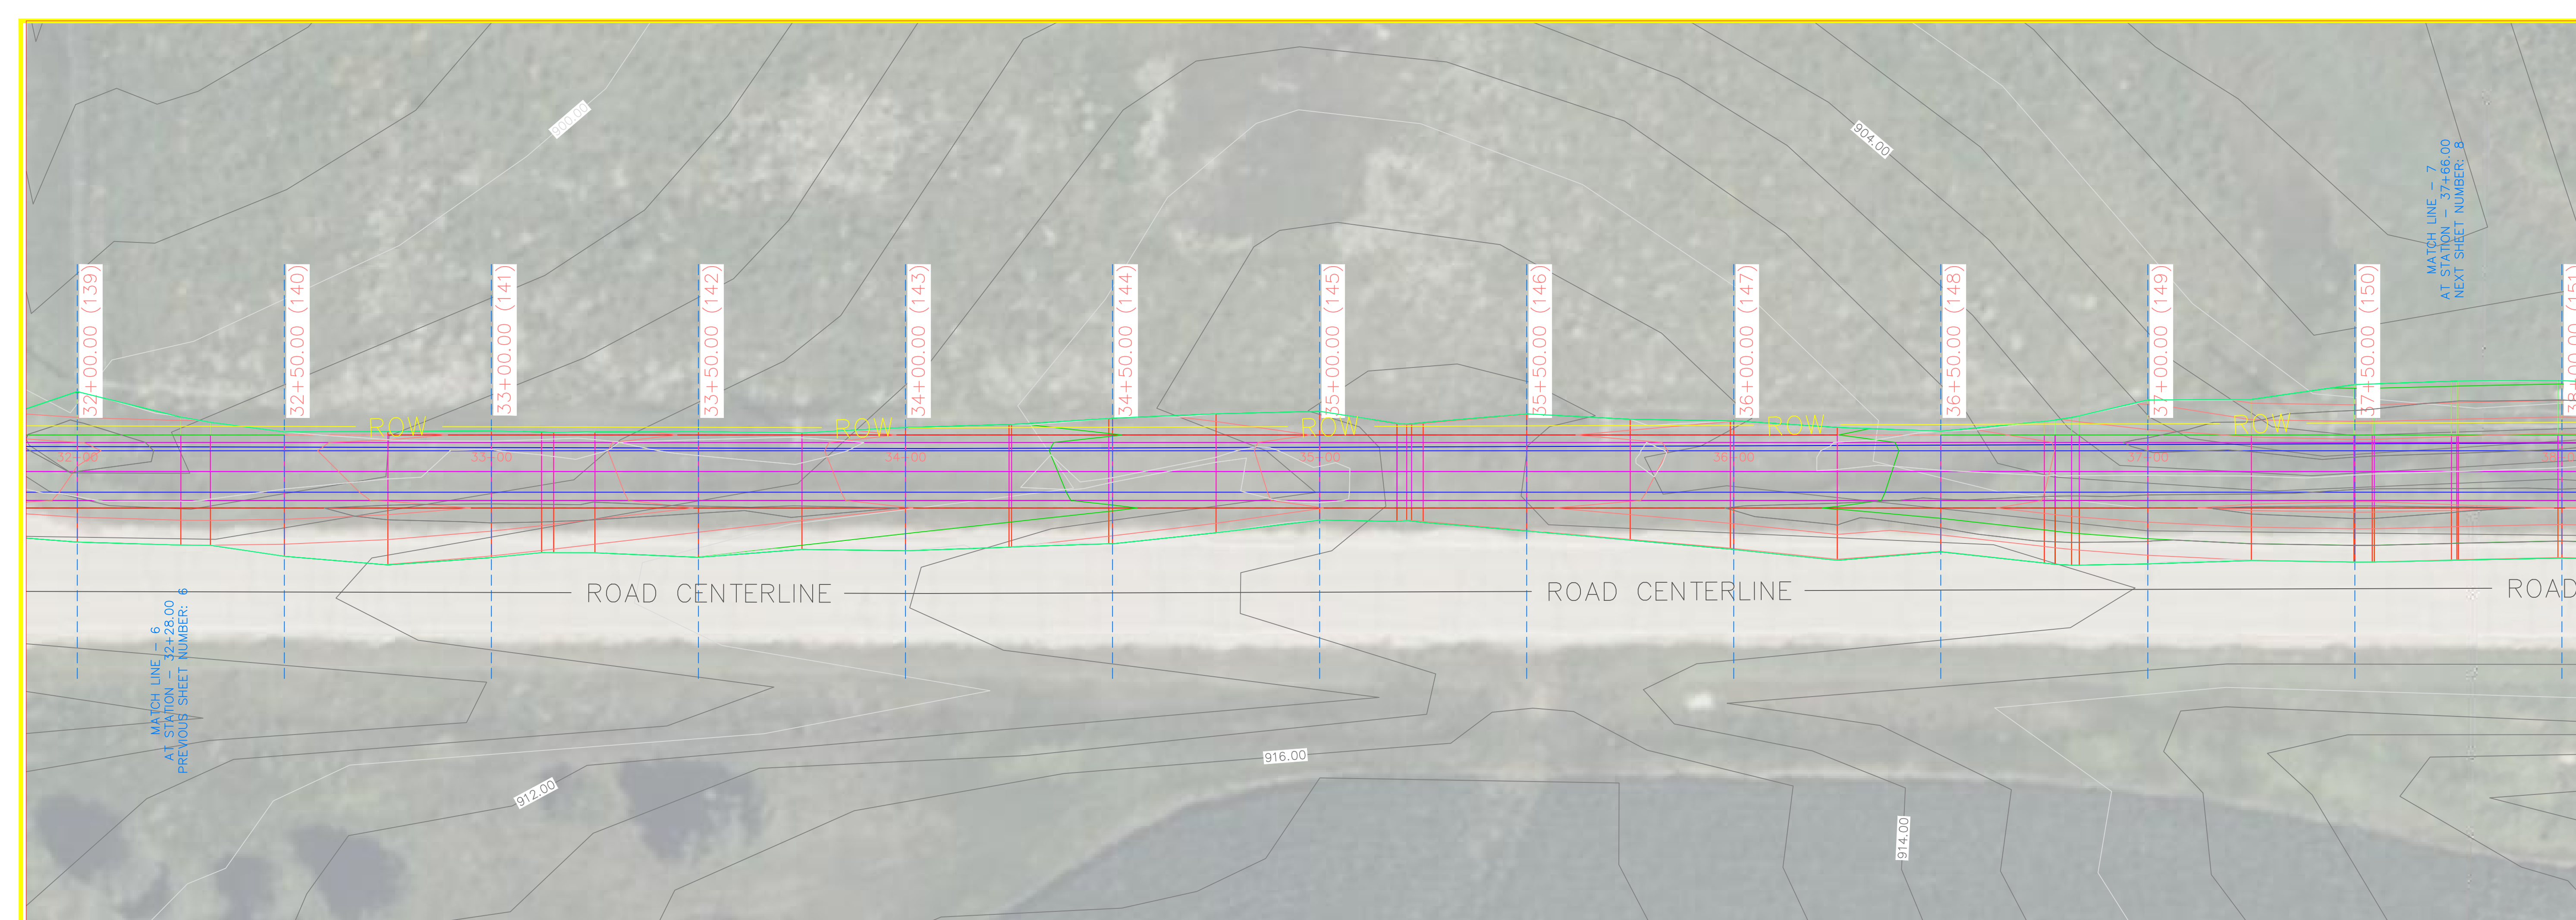 900.00
904.00
MATCH LINE - 7
AT STATION - 37+66.00
NEXT SHEET NUMBER: 8
32+00.00 (139)
32+50.00 (140)
33+00.00 (141)
33+50.00 (142)
34+00.00 (143)
34+50.00 (144)
35+00.00 (145)
35+50.00 (146)
36+00.00 (147)
36+50.00 (148)
37+00.00 (149)
37+50.00 (150)
38+00.00 (151)
ROW
ROW
ROW
ROW
ROW
32+00
33+00
34+00
35+00
36+00
37+00
ROAD CENTERLINE
ROAD CENTERLINE
ROAD
MATCH LINE - 6
AT STATION - 32+28.00
PREVIOUS SHEET NUMBER: 6
916.00
912.00
914.00